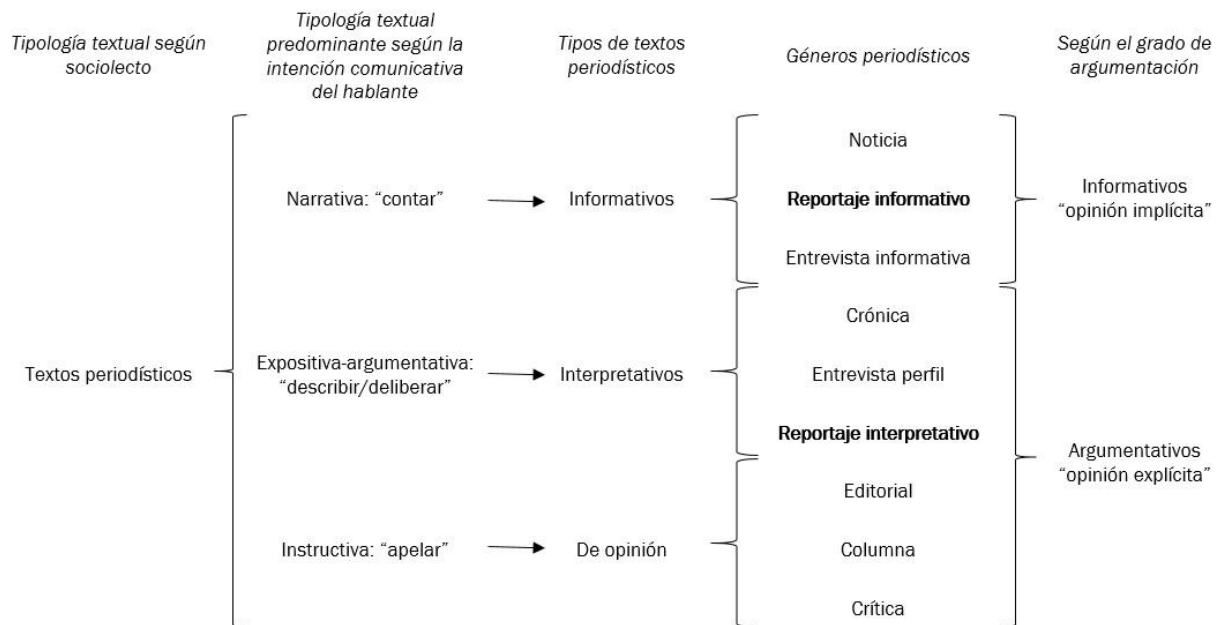 Tipología textual según
sociolecto
Tipología textual
predominante según la
intención comunicativa
del hablante
Tipos de textos
periodísticos
Géneros periodísticos
Según el grado de
argumentación
Textos periodísticos
Narrativa: “contar”
Informativos
Noticia
Reportaje informativo
Entrevista informativa
Informativos
“opinión implícita”
Expositiva-argumentativa:
“describir/deliberar”
Interpretativos
Crónica
Entrevista perfil
Reportaje interpretativo
Instructiva: “apelar”
De opinión
Editorial
Columna
Crítica
Argumentativos
“opinión explícita”